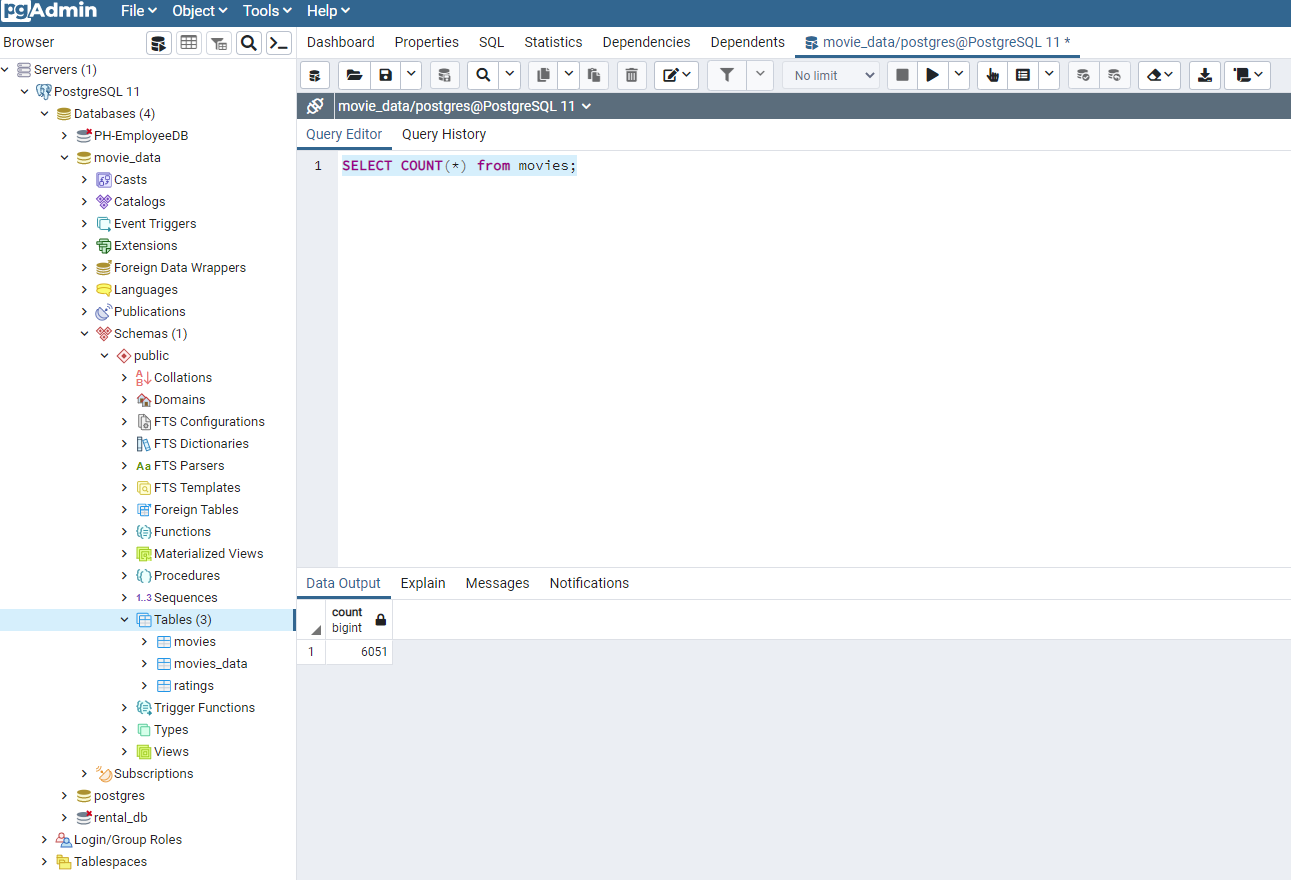 pgAdmin File Object Tools Help
Browser
Dashboard Properties SQL Statistics Dependencies Dependents movie_data/postgres@PostgreSQL 11 *
No limit
movie_data/postgres@PostgreSQL 11
Query Editor Query History
1 SELECT COUNT(*) from movies;
Servers (1)
PostgreSQL 11
Databases (4)
PH-EmployeeDB
movie_data
Casts
Catalogs
Event Triggers
Extensions
Foreign Data Wrappers
Languages
Publications
Schemas (1)
public
Collations
Domains
FTS Configurations
FTS Dictionaries
Aa FTS Parsers
FTS Templates
Foreign Tables
Functions
Materialized Views
Procedures
1..3 Sequences
Tables (3)
movies
movies_data
ratings
Trigger Functions
Types
Views
Subscriptions
postgres
rental_db
Login/Group Roles
Tablespaces
Data Output Explain Messages Notifications
count
bigint
1 6051